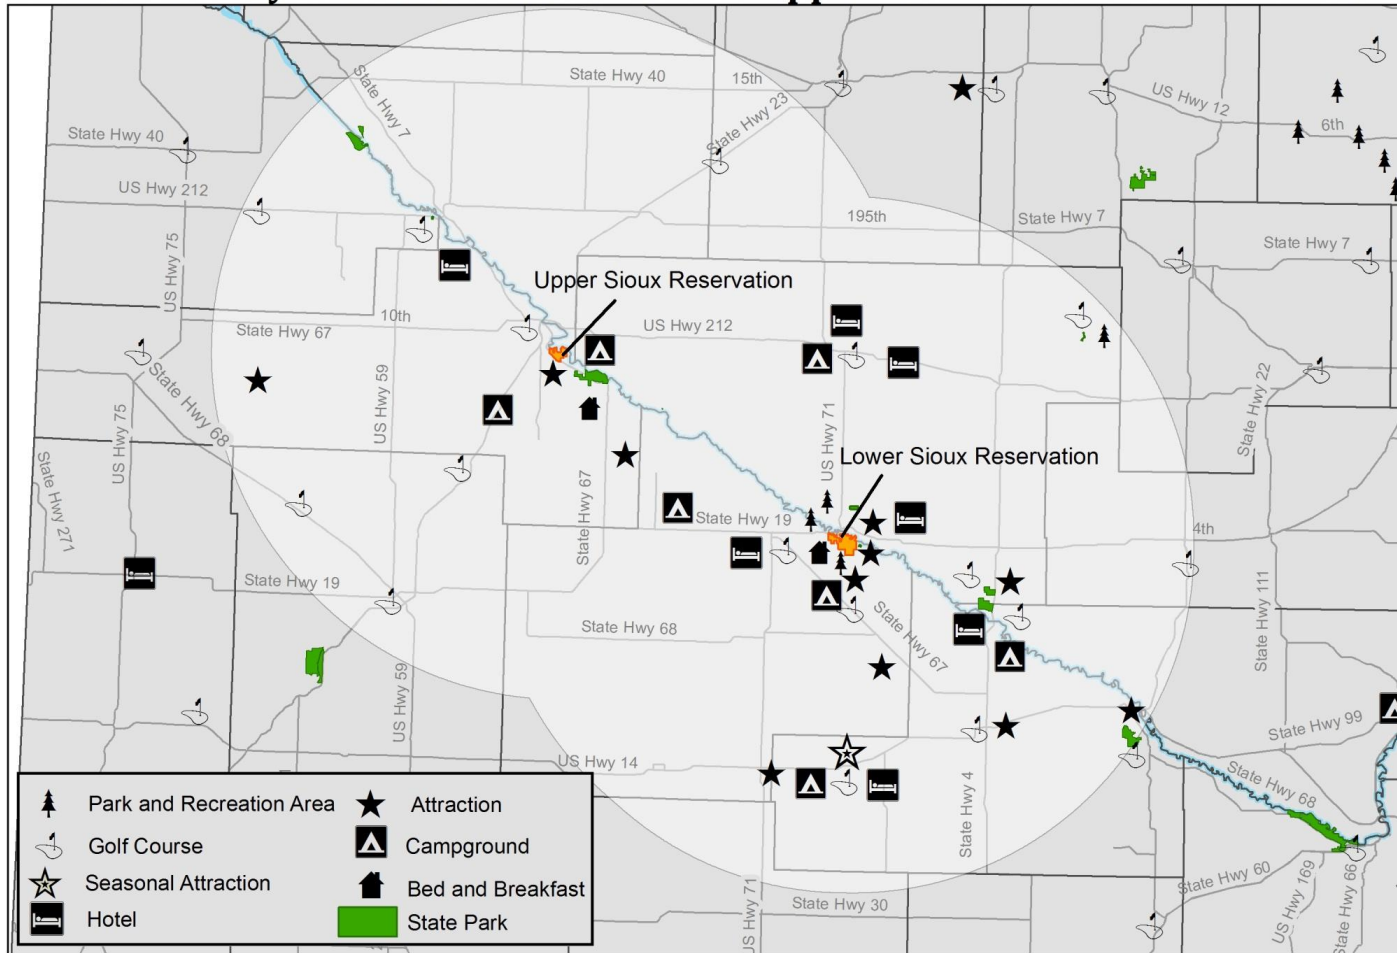 State Hwy 7
State Hwy 40
15th
State Hwy 23
US Hwy 12
6th
State Hwy 40
US Hwy 212
195th
State Hwy 7
State Hwy 7
US Hwy 75
Upper Sioux Reservation
10th
State Hwy 67
US Hwy 212
State Hwy 68
US Hwy 59
US Hwy 75
US Hwy 71
State Hwy 22
Lower Sioux Reservation
State Hwy 271
State Hwy 67
State Hwy 19
4th
State Hwy 19
State Hwy 68
State Hwy 67
State Hwy 111
US Hwy 59
State Hwy 99
US Hwy 14
State Hwy 68
State Hwy 4
State Hwy 60
US Hwy 169
State Hwy 66
US Hwy 71
State Hwy 30
Park and Recreation Area
Attraction
Golf Course
Campground
Seasonal Attraction
Bed and Breakfast
Hotel
State Park